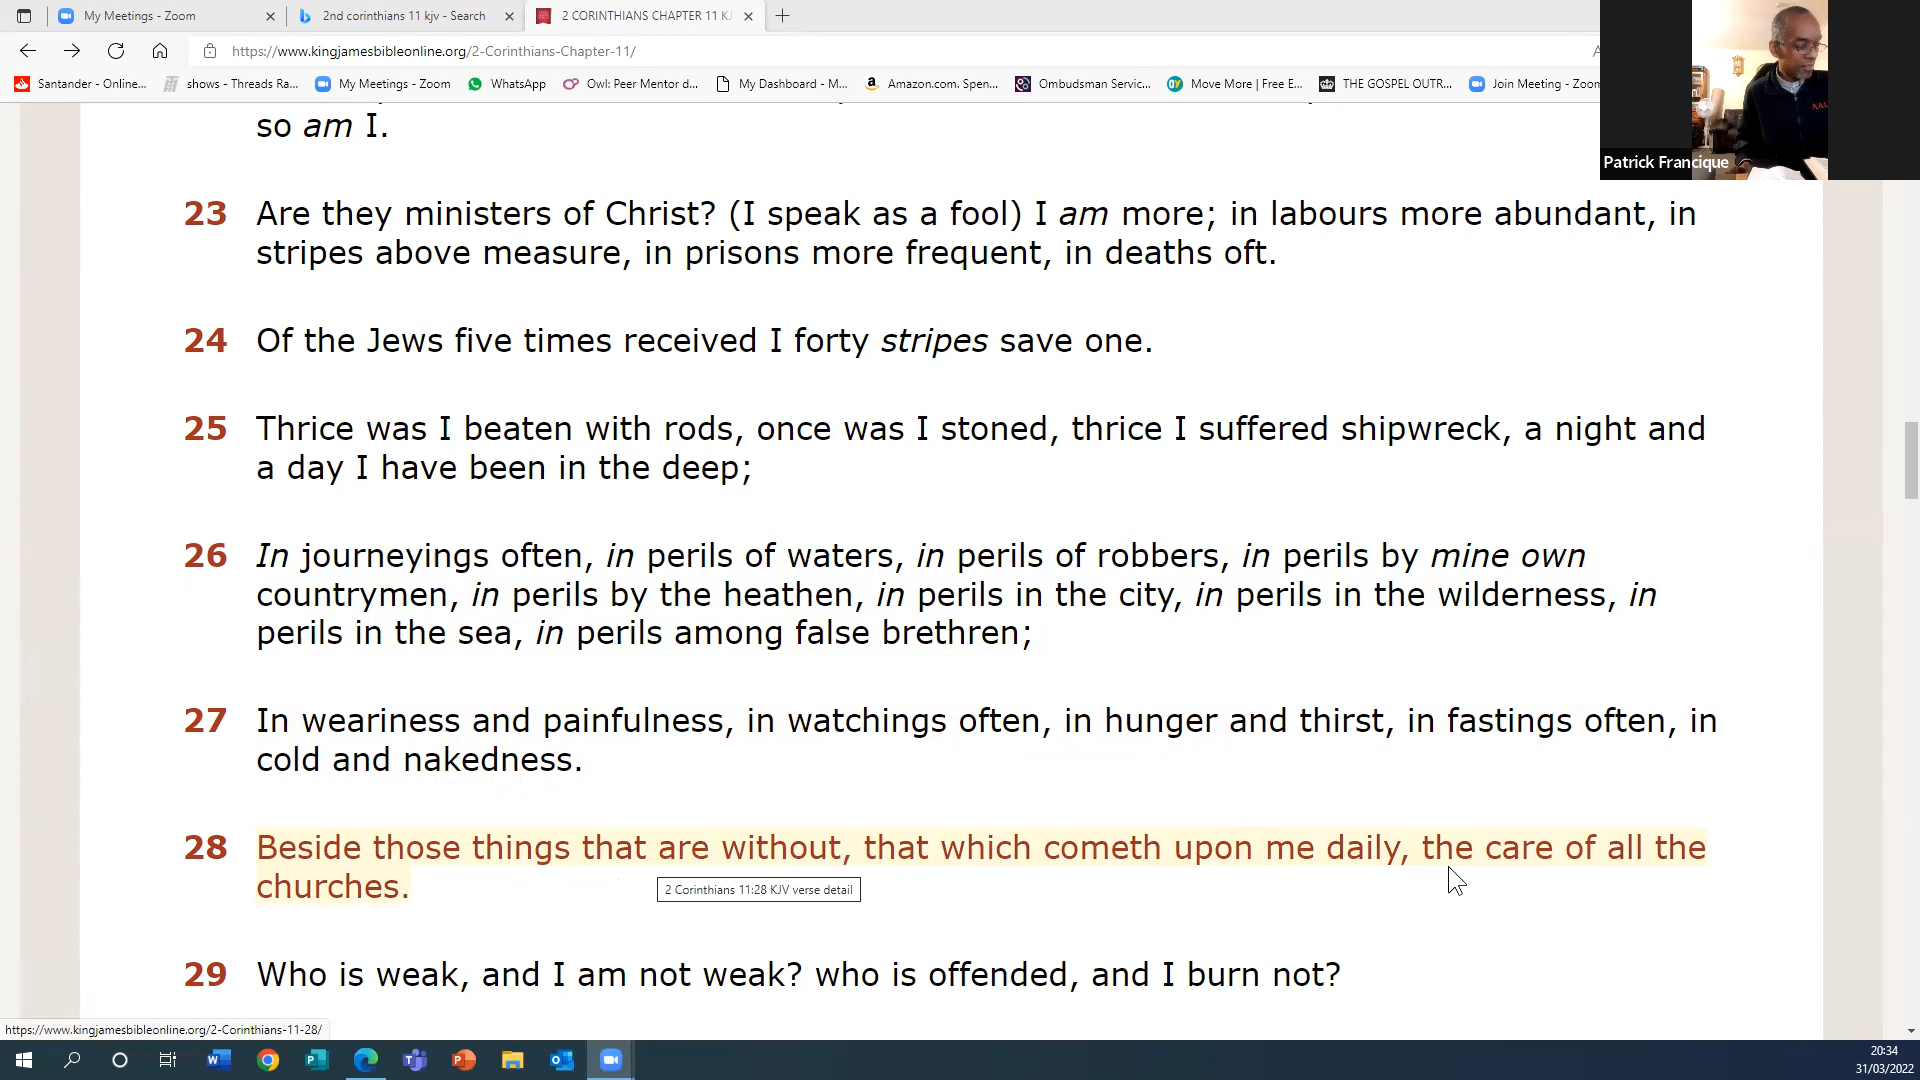 My Meetings - Zoom
2nd corinthians 11 kjv - Search
2 CORINTHIANS CHAPTER 11 KJ
https://www.kingjamesbibleonline.org/2-Corinthians-Chapter-11/
Santander - Online...
shows - Threads Ra...
My Meetings - Zoom
WhatsApp
Owl: Peer Mentor d...
My Dashboard - M...
Amazon.com. Spen...
Ombudsman Servic...
Move More | Free E...
THE GOSPEL OUTR...
Join Meeting - Zoom
Patrick Francique
so am I.
23 Are they ministers of Christ? (I speak as a fool) I am more; in labours more abundant, in
stripes above measure, in prisons more frequent, in deaths oft.
24 Of the Jews five times received I forty stripes save one.
25 Thrice was I beaten with rods, once was I stoned, thrice I suffered shipwreck, a night and
a day I have been in the deep;
26 In journeyings often, in perils of waters, in perils of robbers, in perils by mine own
countrymen, in perils by the heathen, in perils in the city, in perils in the wilderness, in
perils in the sea, in perils among false brethren;
27 In weariness and painfulness, in watchings often, in hunger and thirst, in fastings often, in
cold and nakedness.
28 Beside those things that are without, that which cometh upon me daily, the care of all the
churches.
2 Corinthians 11:28 KJV verse detail
29 Who is weak, and I am not weak? who is offended, and I burn not?
https://www.kingjamesbibleonline.org/2-Corinthians-11-28/
20:34
31/03/2022